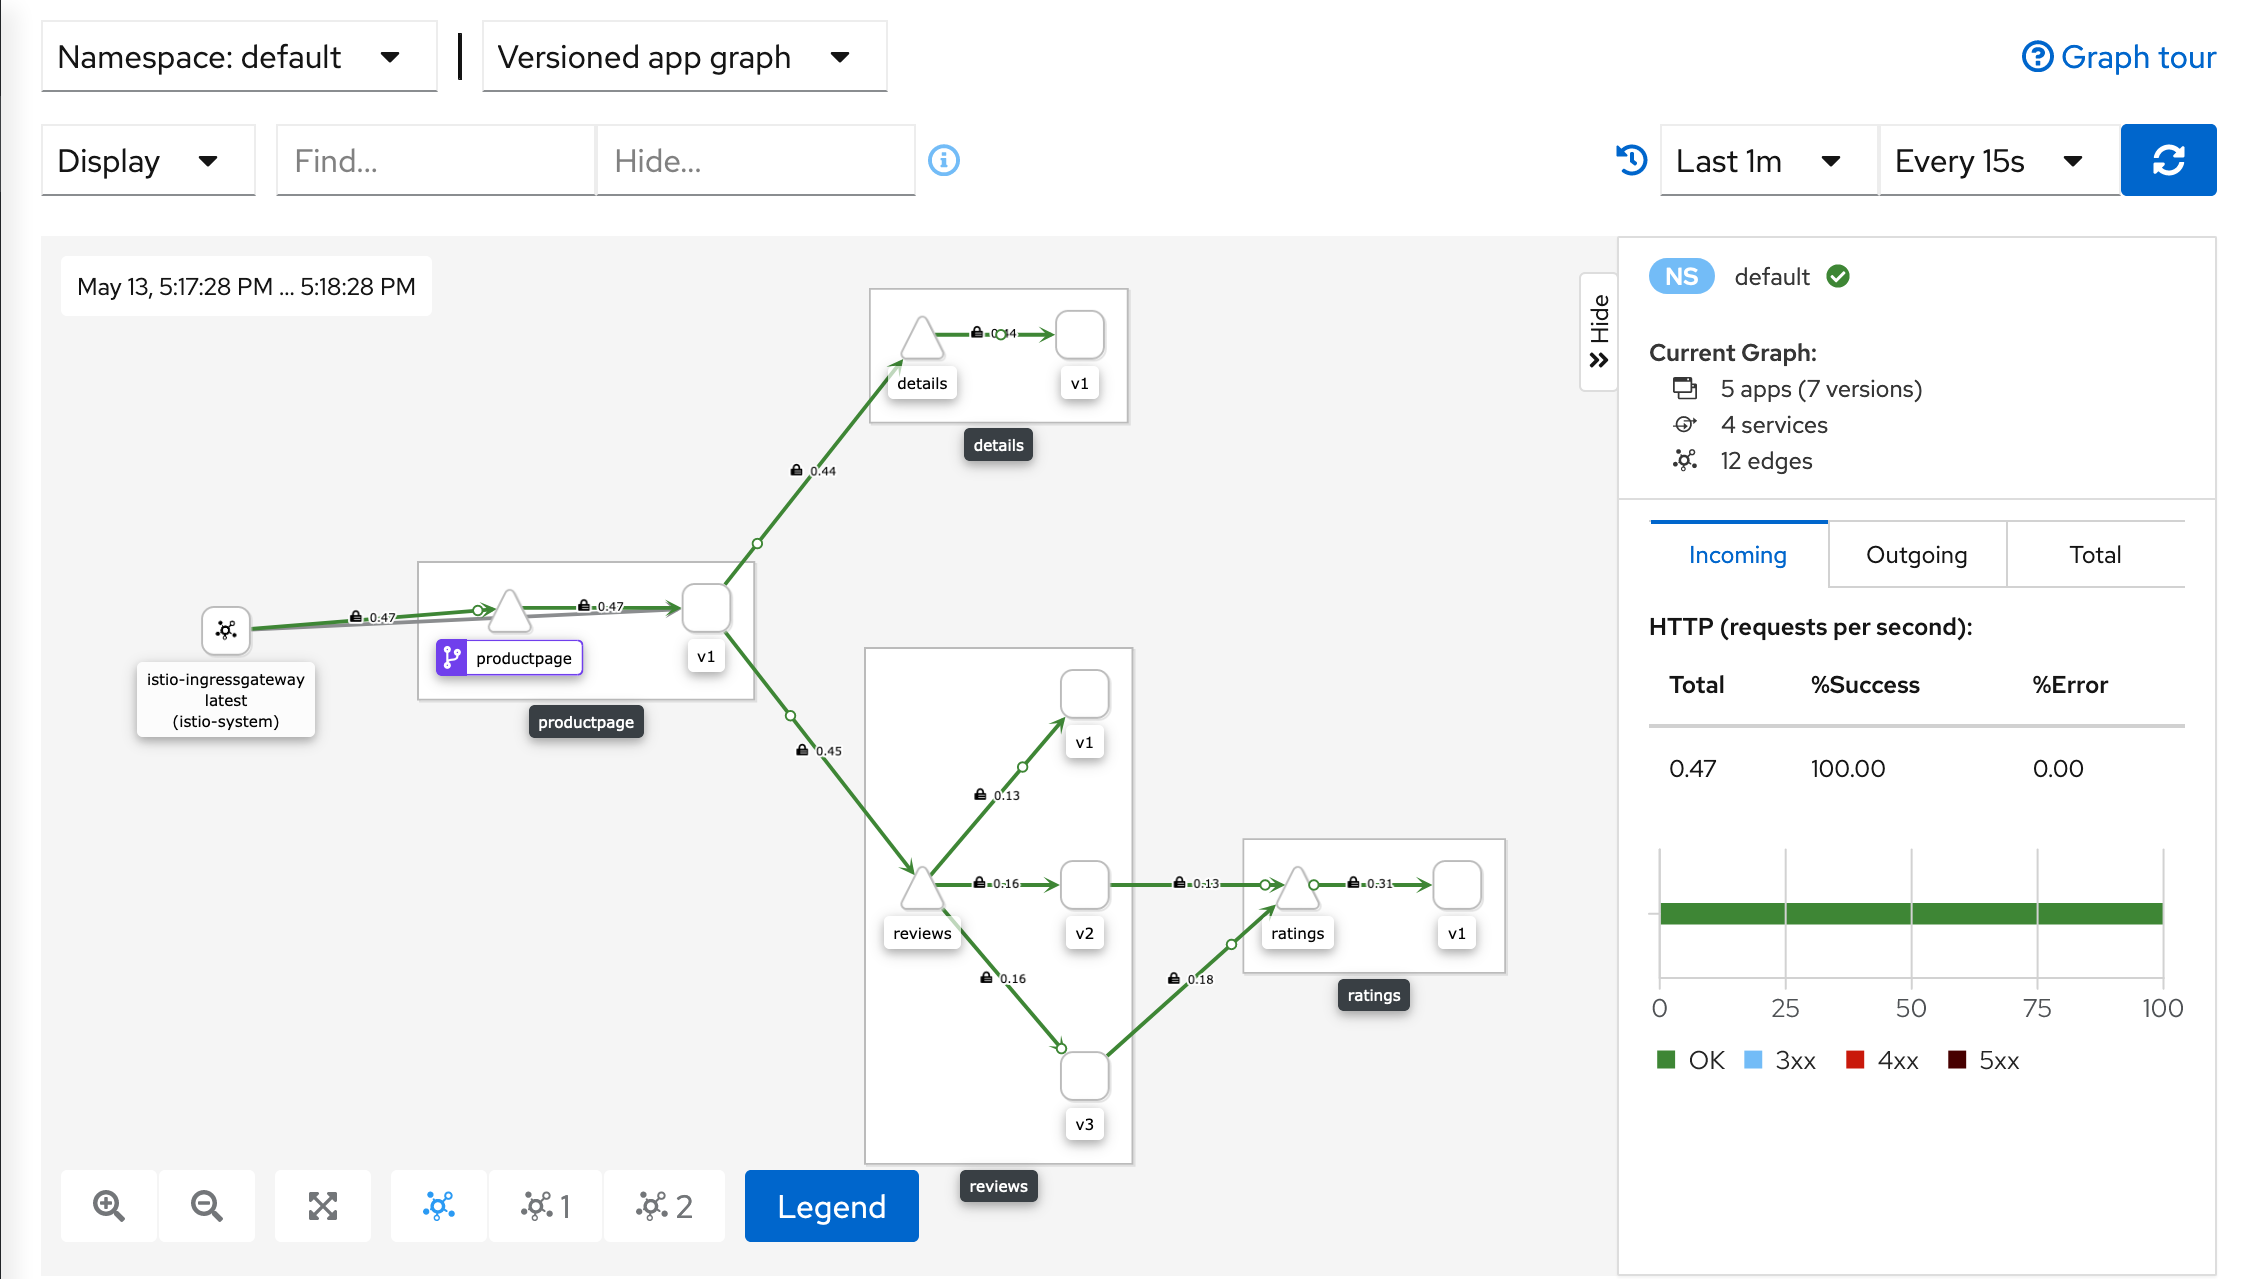 Namespace: default
Versioned app graph
Graph tour
Display
Find...
Hide...
Last 1m
Every 15s
May 13, 5:17:28 PM ... 5:18:28 PM
Hide
NS default
Current Graph:
5 apps (7 versions)
4 services
12 edges
Incoming
Outgoing
Total
HTTP (requests per second):
Total %Success %Error
0.47 100.00 0.00
0 25 50 75 100
OK 3xx 4xx 5xx
0.44
details
v1
details
0.44
0.47
0.47
productpage
v1
productpage
istio-ingressgateway
latest
(istio-system)
0.45
v1
0.13
0.16
0.13
0.31
reviews
v2
ratings
v1
0.16
0.18
ratings
v3
reviews
1
2
Legend